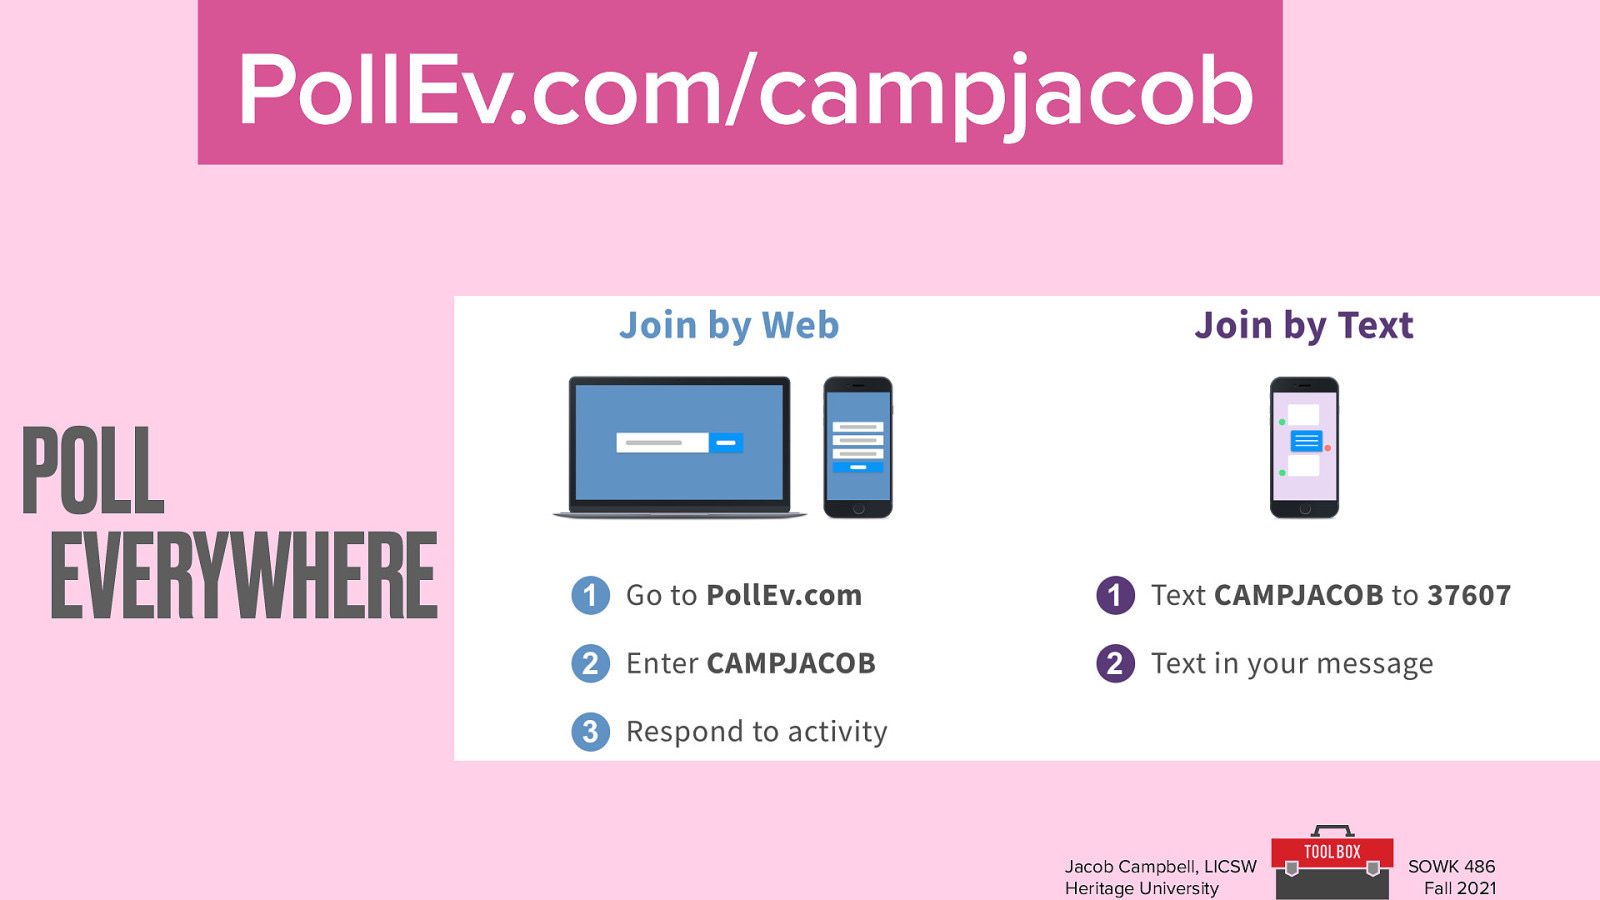 PollEv.com/campjacob
POLL
EVERYWHERE
Join by Web
1 Go to PollEv.com
2 Enter CAMPJACOB
3 Respond to activity
Join by Text
1 Text CAMPJACOB to 37607
2 Text in your message
Jacob Campbell, LICSW
Heritage University
TOOL BOX
SOWK 486
Fall 2021